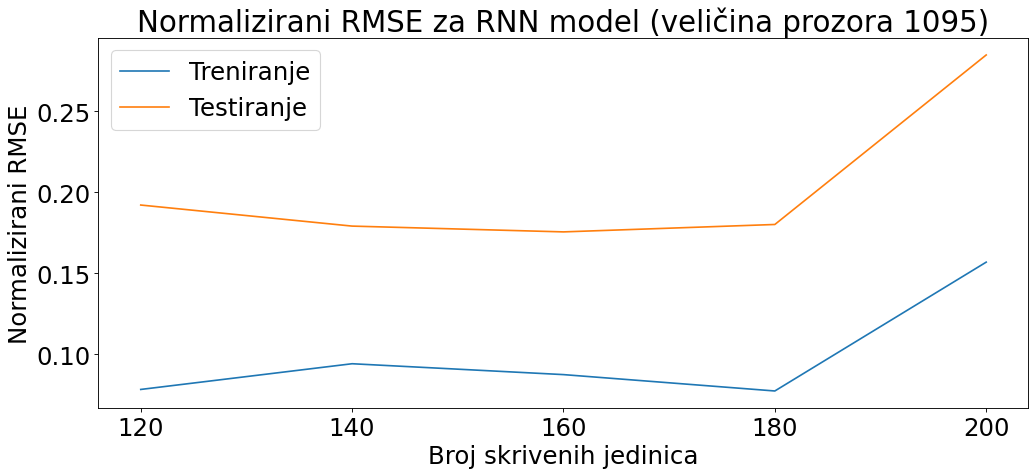 Normalizirani RMSE za RNN model (veličina prozora 1095)
Treniranje
Testiranje
Normalizirani RMSE
0.25
0.20
0.15
0.10
120 140 160 180 200
Broj skrivenih jedinica